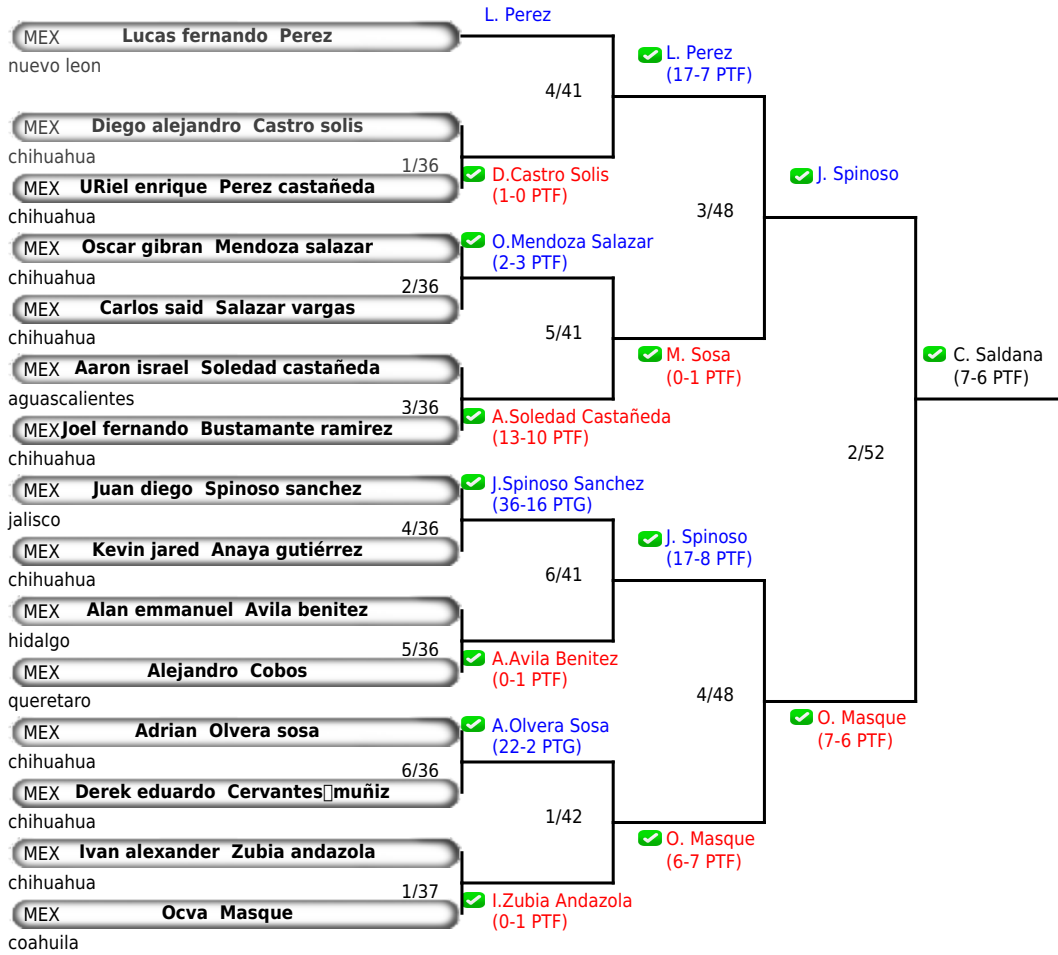 L. Perez
MEX Lucas fernando Perez
nuevo leon
L. Perez
(17-7 PTF)
4/41
MEX Diego alejandro Castro solis
chihuahua
1/36
D.Castro Solis
(1-0 PTF)
MEX URiel enrique Perez castañeda
chihuahua
J. Spinoso
3/48
MEX Oscar gibran Mendoza salazar
chihuahua
O.Mendoza Salazar
(2-3 PTF)
2/36
MEX Carlos said Salazar vargas
chihuahua
5/41
M. Sosa
(0-1 PTF)
C. Saldana
(7-6 PTF)
MEX Aaron israel Soledad castañeda
aguascalientes
3/36
A.Soledad Castañeda
(13-10 PTF)
MEX Joel fernando Bustamante ramirez
chihuahua
2/52
MEX Juan diego Spinoso sanchez
jalisco
J.Spinoso Sanchez
(36-16 PTG)
4/36
MEX Kevin jared Anaya gutiérrez
chihuahua
J. Spinoso
(17-8 PTF)
6/41
MEX Alan emmanuel Avila benitez
hidalgo
5/36
A.Avila Benitez
(0-1 PTF)
MEX Alejandro Cobos
queretaro
4/48
O. Masque
(7-6 PTF)
MEX Adrian Olvera sosa
chihuahua
A.Olvera Sosa
(22-2 PTG)
6/36
MEX Derek eduardo Cervantes▯muñiz
chihuahua
1/42
O. Masque
(6-7 PTF)
MEX Ivan alexander Zubia andazola
chihuahua
1/37
I.Zubia Andazola
(0-1 PTF)
MEX Ocva Masque
coahuila